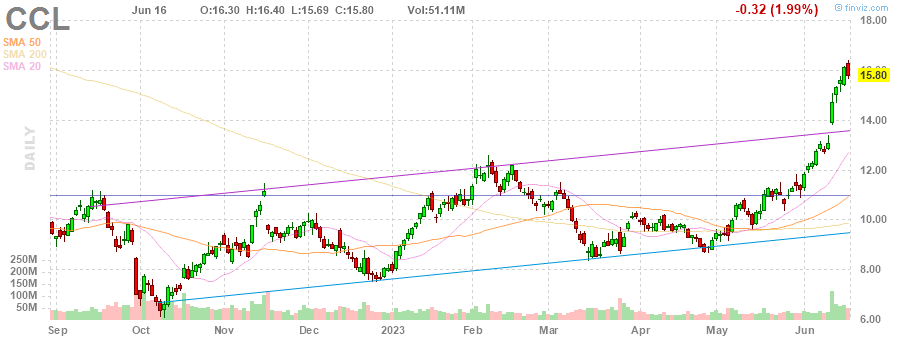 CCL
Jun 16 O:16.30 H:16.40 L:15.69 C:15.80 Vol:51.11M -0.32 (1.99%)
© finviz.com
SMA 50
SMA 200
SMA 20
DAILY
18.00
16.00
15.80
14.00
12.00
10.00
8.00
6.00
250M
200M
150M
100M
50M
Sep Oct Nov Dec 2023 Feb Mar Apr May Jun